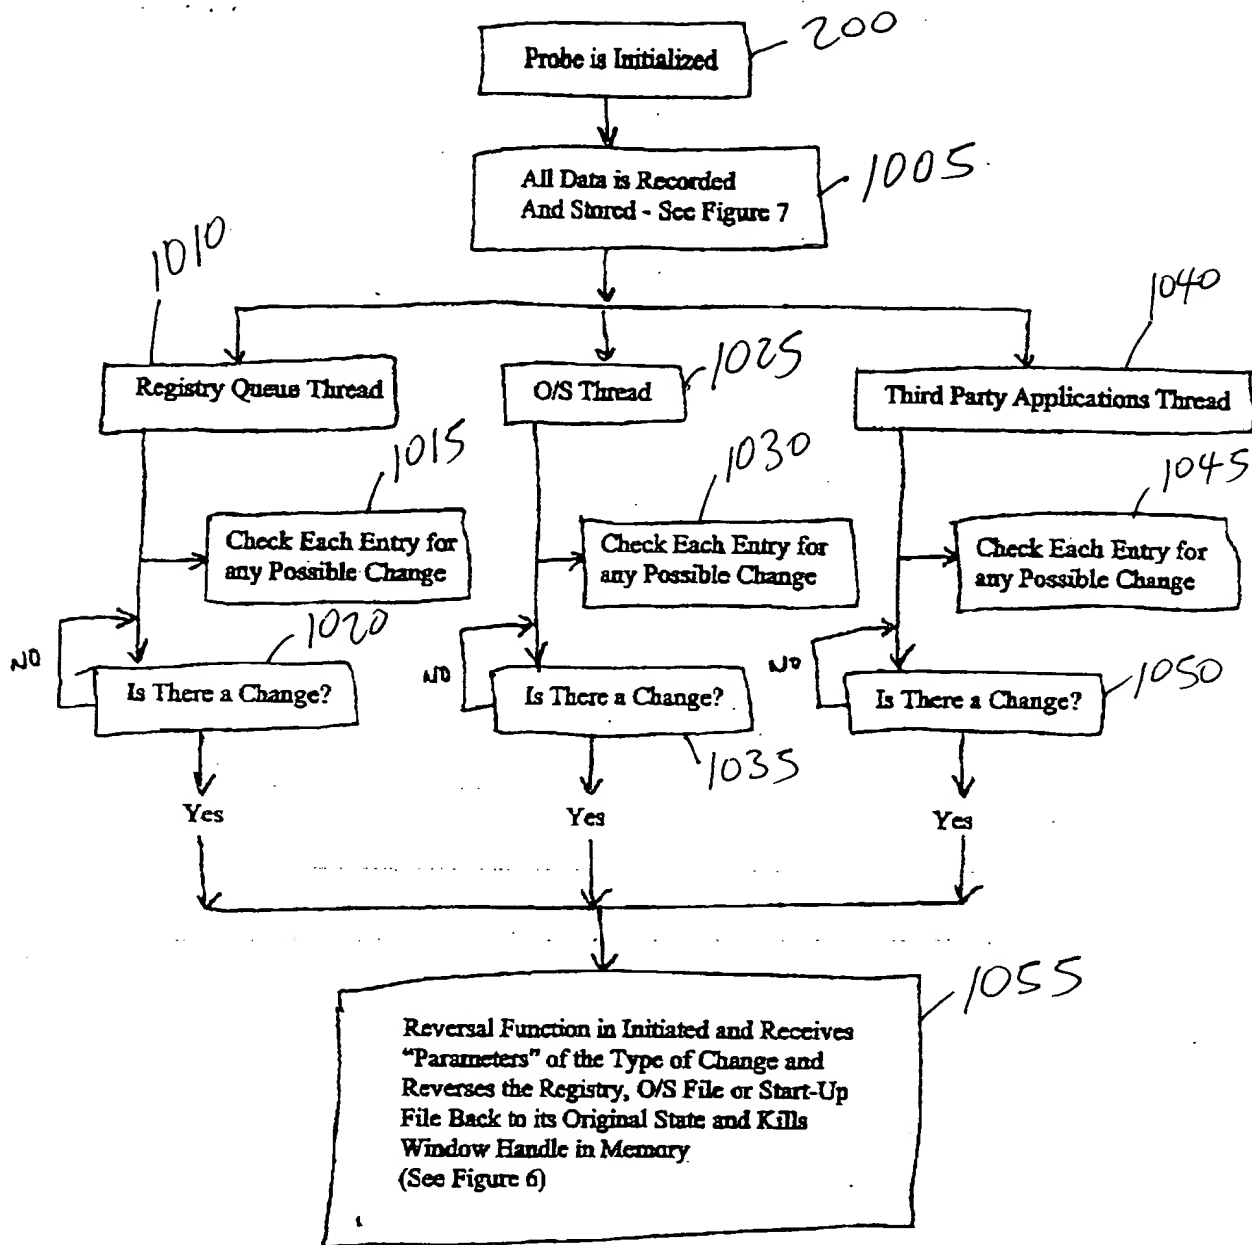 Probe is Initialized
200
All Data is Recorded
And Stored - See Figure 7
1005
1010
1040
Registry Queue Thread
O/S Thread
1025
Third Party Applications Thread
1015
1030
1045
Check Each Entry for
any Possible Change
Check Each Entry for
any Possible Change
Check Each Entry for
any Possible Change
NO
1020
NO
NO
Is There a Change?
Is There a Change?
Is There a Change?
1050
1035
Yes
Yes
Yes
1055
Reversal Function in Initiated and Receives
“Parameters” of the Type of Change and
Reverses the Registry, O/S File or Start-Up
File Back to its Original State and Kills
Window Handle in Memory
(See Figure 6)